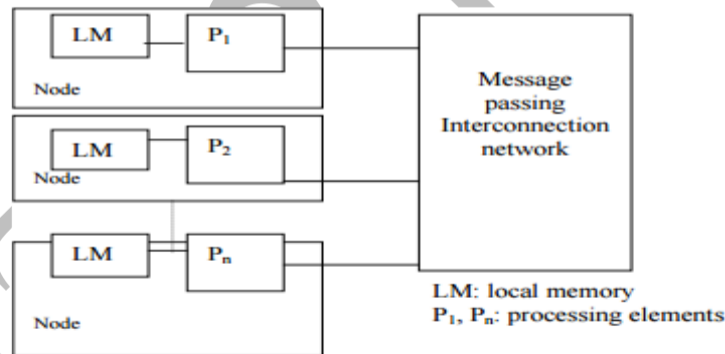 LM
P1
Node
LM
P2
Node
LM
Pn
Node
Message
passing
Interconnection
network
LM: local memory
P1, Pn: processing elements